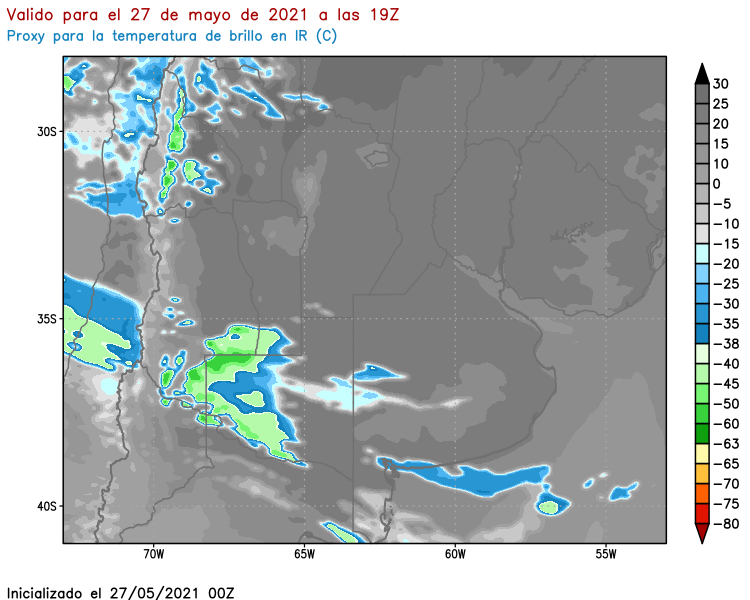 Valido para el 27 de mayo de 2021 a las 19Z
Proxy para la temperatura de brillo en IR (C)
30S
35S
40S
70W
65W
60W
55W
30
25
20
15
10
0
−5
−10
−15
−20
−25
−30
−35
−38
−40
−45
−50
−60
−63
−65
−70
−75
−80
Inicializado el 27/05/2021 00Z